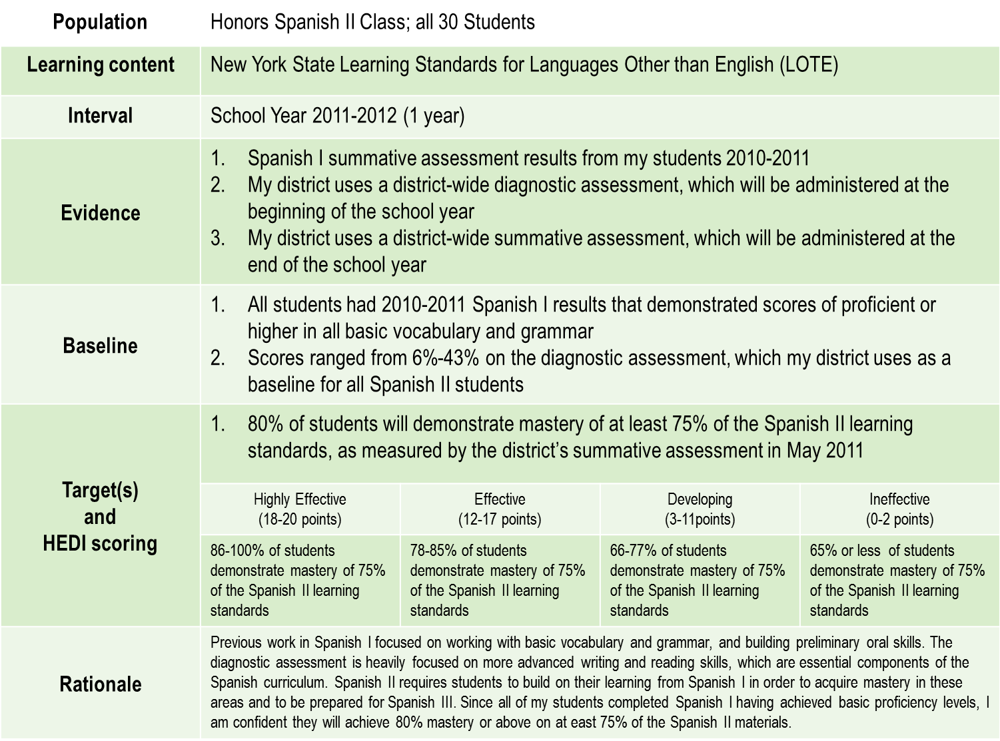 Population
Honors Spanish II Class; all 30 Students
Learning content
New York State Learning Standards for Languages Other than English (LOTE)
Interval
School Year 2011-2012 (1 year)
Evidence
1. Spanish I summative assessment results from my students 2010-2011
2. My district uses a district-wide diagnostic assessment, which will be administered at the
beginning of the school year
3. My district uses a district-wide summative assessment, which will be administered at the
end of the school year
Baseline
1. All students had 2010-2011 Spanish I results that demonstrated scores of proficient or
higher in all basic vocabulary and grammar
2. Scores ranged from 6%-43% on the diagnostic assessment, which my district uses as a
baseline for all Spanish II students
Target(s)
and
HEDI scoring
1. 80% of students will demonstrate mastery of at least 75% of the Spanish II learning
standards, as measured by the district's summative assessment in May 2011
Highly Effective
(18-20 points)
Effective
(12-17 points)
Developing
(3-11points)
Ineffective
(0-2 points)
86-100% of students
demonstrate mastery of 75%
of the Spanish II learning
standards
78-85% of students
demonstrate mastery of 75%
of the Spanish II learning
standards
66-77% of students
demonstrate mastery of 75%
of the Spanish II learning
standards
65% or less of students
demonstrate mastery of 75%
of the Spanish II learning
standards
Rationale
Previous work in Spanish I focused on working with basic vocabulary and grammar, and building preliminary oral skills. The
diagnostic assessment is heavily focused on more advanced writing and reading skills, which are essential components of the
Spanish curriculum. Spanish II requires students to build on their learning from Spanish I in order to acquire mastery in these
areas and to be prepared for Spanish III. Since all of my students completed Spanish I having achieved basic proficiency levels, I
am confident they will achieve 80% mastery or above on at east 75% of the Spanish II materials.